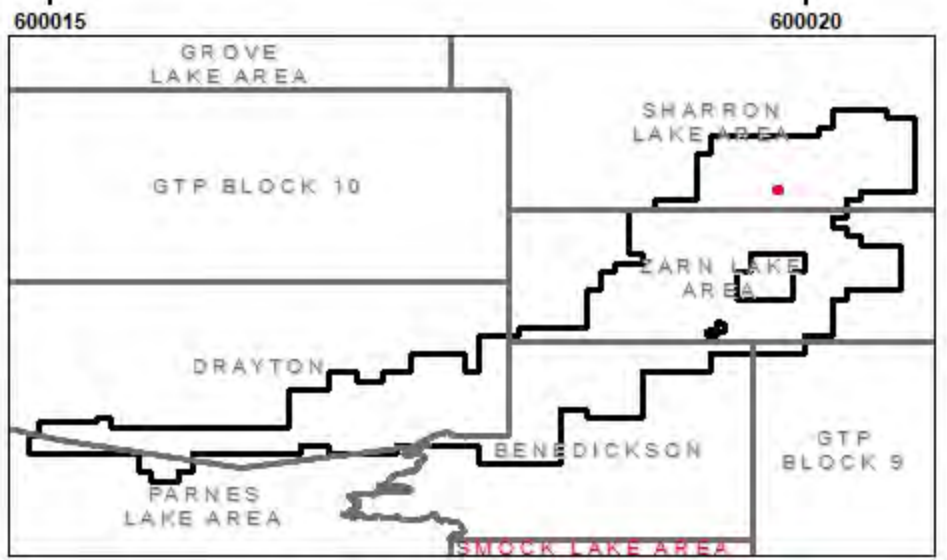 600015
600020
GROVE
LAKE AREA
SHARRON
LAKE AREA
GTP BLOCK 10
ZARN LAKE
AREA
DRAYTON
BENEDICKSON
GTP
BLOCK 9
PARNES
LAKE AREA
SMOCK LAKE AREA